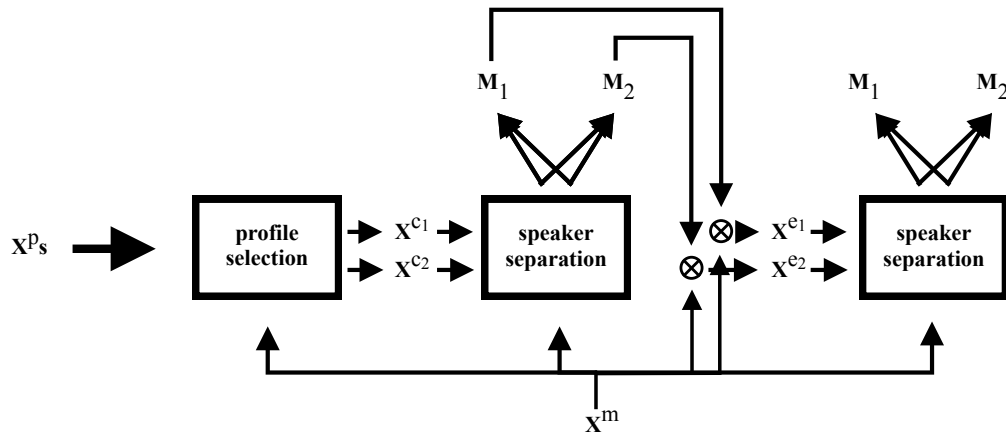 M₁ M₂ M₁ M₂
Xᵖs
profile selection
Xᶜ¹
Xᶜ²
speaker separation
Xᵉ¹
Xᵉ²
speaker separation
Xᵐ